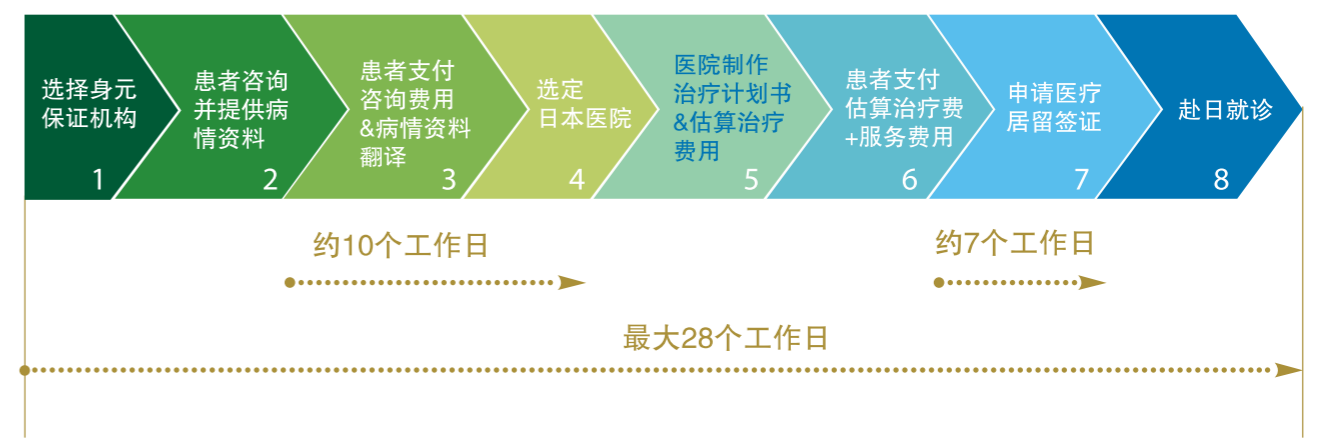 选择身元
保证机构
1
患者咨询
并提供病
情资料
2
患者支付
咨询费用
&病情资料
翻译
3
选定
日本医院
4
医院制作
治疗计划书
&估算治疗
费用
5
患者支付
估算治疗费
+服务费用
6
申请医疗
居留签证
7
赴日就诊
8
约10个工作日
约7个工作日
最大28个工作日